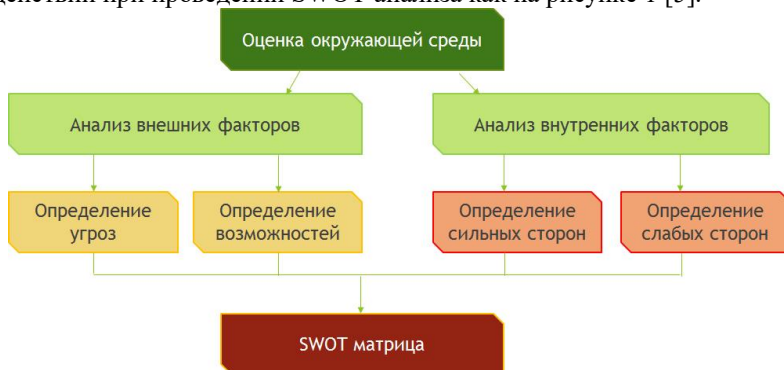 действий при проведении SWOT-анализа как на рисунке 1 [3].
Оценка окружающей среды
Анализ внешних факторов
Анализ внутренних факторов
Определение
угроз
Определение
возможностей
Определение
сильных сторон
Определение
слабых сторон
SWOT матрица